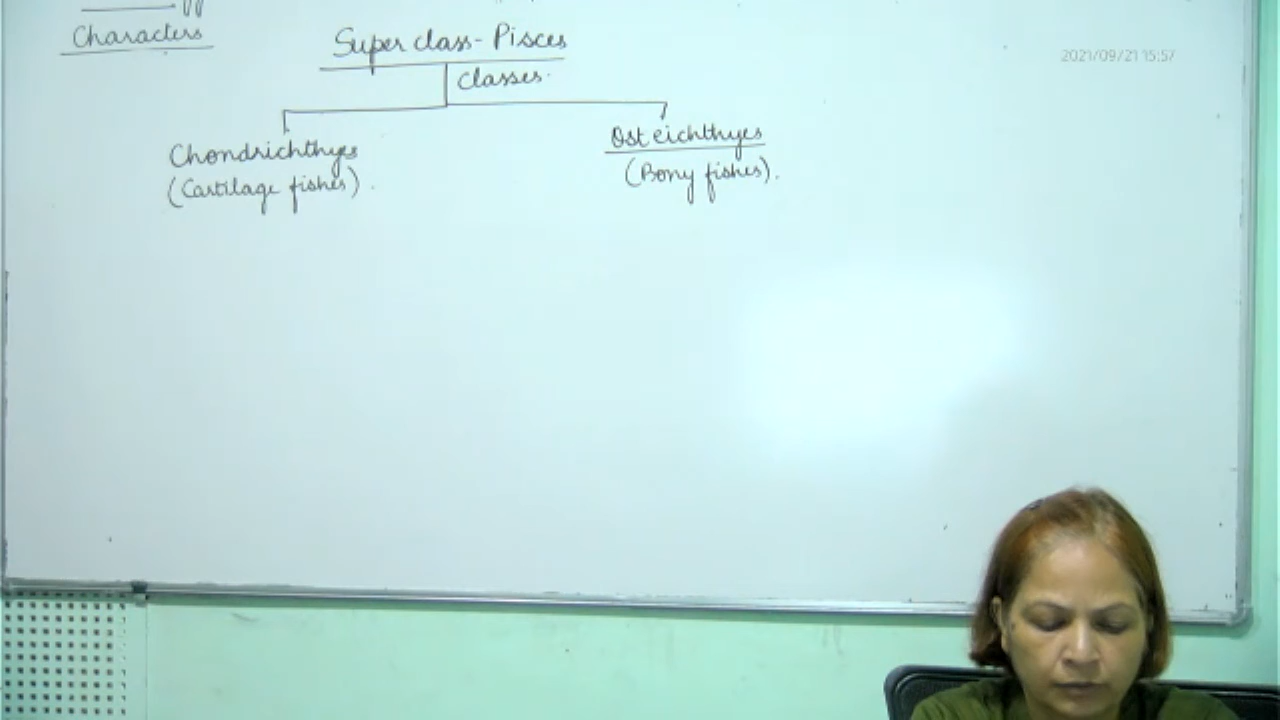 Characters
Super class - Pisces
classes.
Chondrichthyes
(Cartilage fishes).
Osteichthyes
(Bony fishes).
2021/09/21 15:57